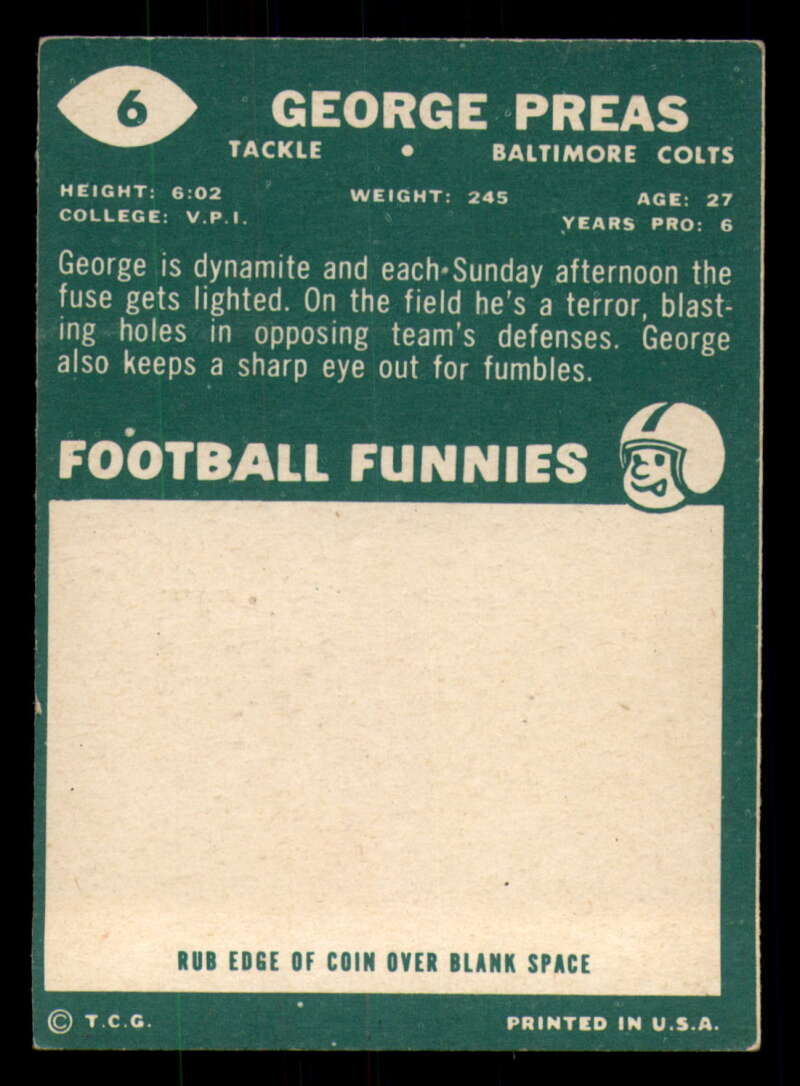 6
GEORGE PREAS
TACKLE • BALTIMORE COLTS
HEIGHT: 6:02 WEIGHT: 245 AGE: 27
COLLEGE: V.P.I. YEARS PRO: 6
George is dynamite and each Sunday afternoon the
fuse gets lighted. On the field he's a terror, blast-
ing holes in opposing team's defenses. George
also keeps a sharp eye out for fumbles.
FOOTBALL FUNNIES
RUB EDGE OF COIN OVER BLANK SPACE
© T.C.G. PRINTED IN U.S.A.